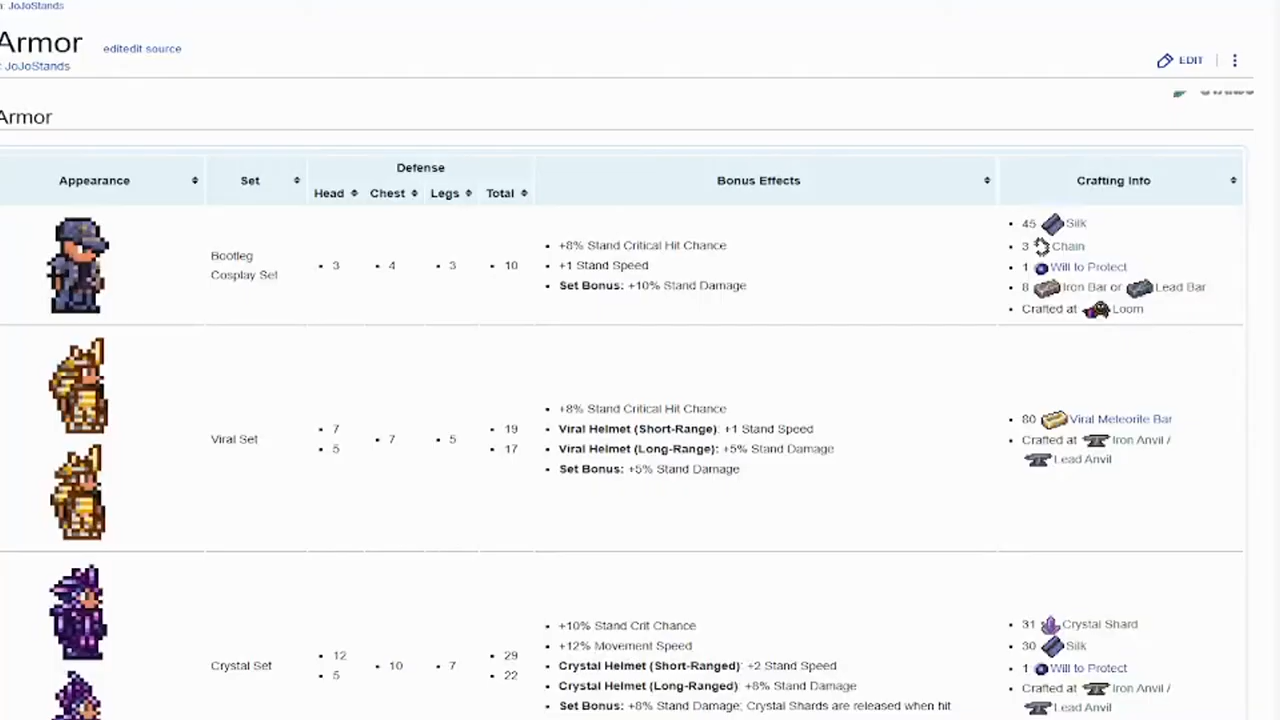 : JoJoStands
Armor editedit source
: JoJoStands
EDIT
Armor
Appearance Set Defense Bonus Effects Crafting Info
Head Chest Legs Total
Bootleg
Cosplay Set
3 4 3 10
+8% Stand Critical Hit Chance
+1 Stand Speed
Set Bonus: +10% Stand Damage
45 Silk
3 Chain
1 Will to Protect
8 Iron Bar or Lead Bar
Crafted at Loom
Viral Set
7
5
7 5
19
17
+8% Stand Critical Hit Chance
Viral Helmet (Short-Range): +1 Stand Speed
Viral Helmet (Long-Range): +5% Stand Damage
Set Bonus: +5% Stand Damage
80 Viral Meteorite Bar
Crafted at Iron Anvil /
Lead Anvil
Crystal Set
12
5
10 7
29
22
+10% Stand Crit Chance
+12% Movement Speed
Crystal Helmet (Short-Ranged): +2 Stand Speed
Crystal Helmet (Long-Ranged) +8% Stand Damage
Set Bonus: +8% Stand Damage; Crystal Shards are released when hit
31 Crystal Shard
30 Silk
1 Will to Protect
Crafted at Iron Anvil /
Lead Anvil